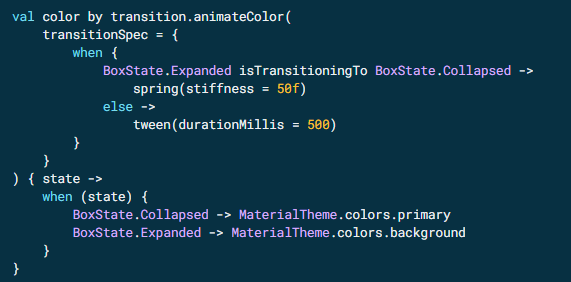 val color by transition.animateColor(
    transitionSpec = {
        when {
            BoxState.Expanded isTransitioningTo BoxState.Collapsed ->
                spring(stiffness = 50f)
            else ->
                tween(durationMillis = 500)
        }
    }
) { state ->
    when (state) {
        BoxState.Collapsed -> MaterialTheme.colors.primary
        BoxState.Expanded -> MaterialTheme.colors.background
    }
}